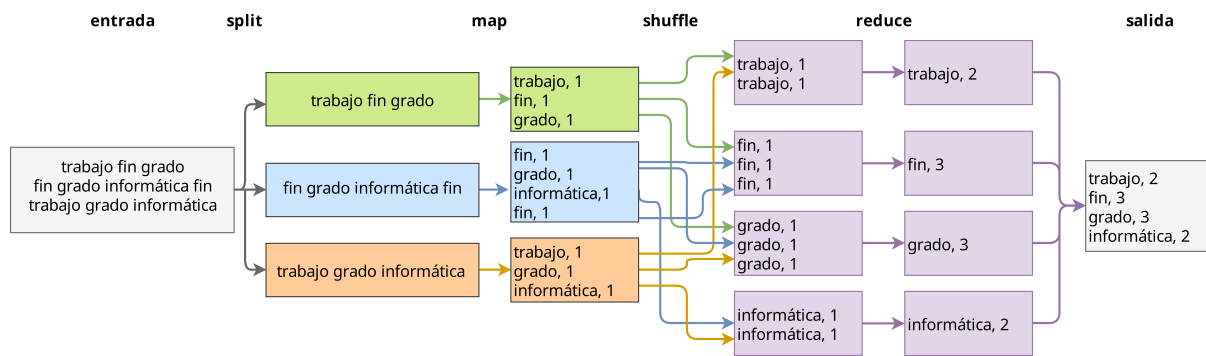 entrada
split
map
shuffle
reduce
salida
trabajo fin grado
fin grado informática fin
trabajo grado informática
trabajo fin grado
fin grado informática fin
trabajo grado informática
trabajo, 1
fin, 1
grado, 1
fin, 1
grado, 1
informática,1
fin, 1
trabajo, 1
grado, 1
informática, 1
trabajo, 1
trabajo, 1
fin, 1
fin, 1
fin, 1
grado, 1
grado, 1
grado, 1
informática, 1
informática, 1
trabajo, 2
fin, 3
grado, 3
informática, 2
trabajo, 2
fin, 3
grado, 3
informática, 2